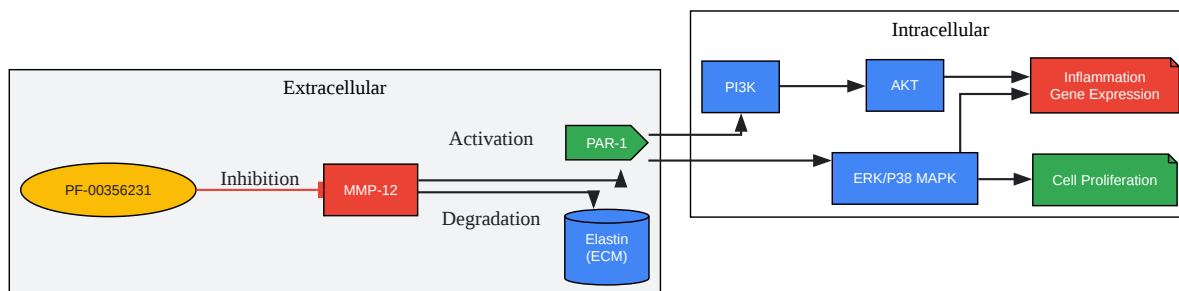 Extracellular
Intracellular
PF-00356231
Inhibition
MMP-12
Activation
Degradation
PAR-1
Elastin
(ECM)
PI3K
AKT
ERK/P38 MAPK
Inflammation
Gene Expression
Cell Proliferation